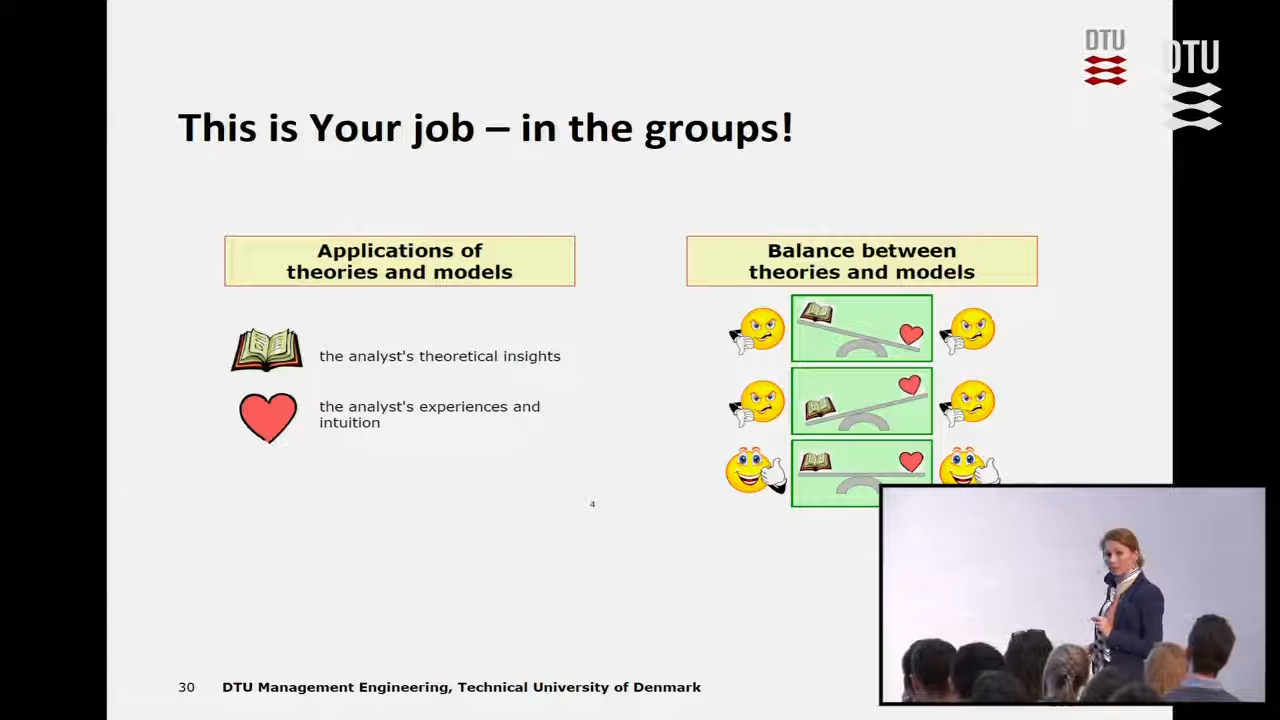 DTU
DTU
This is Your job – in the groups!
Applications of
theories and models
the analyst's theoretical insights
the analyst's experiences and
intuition
Balance between
theories and models
4
30 DTU Management Engineering, Technical University of Denmark